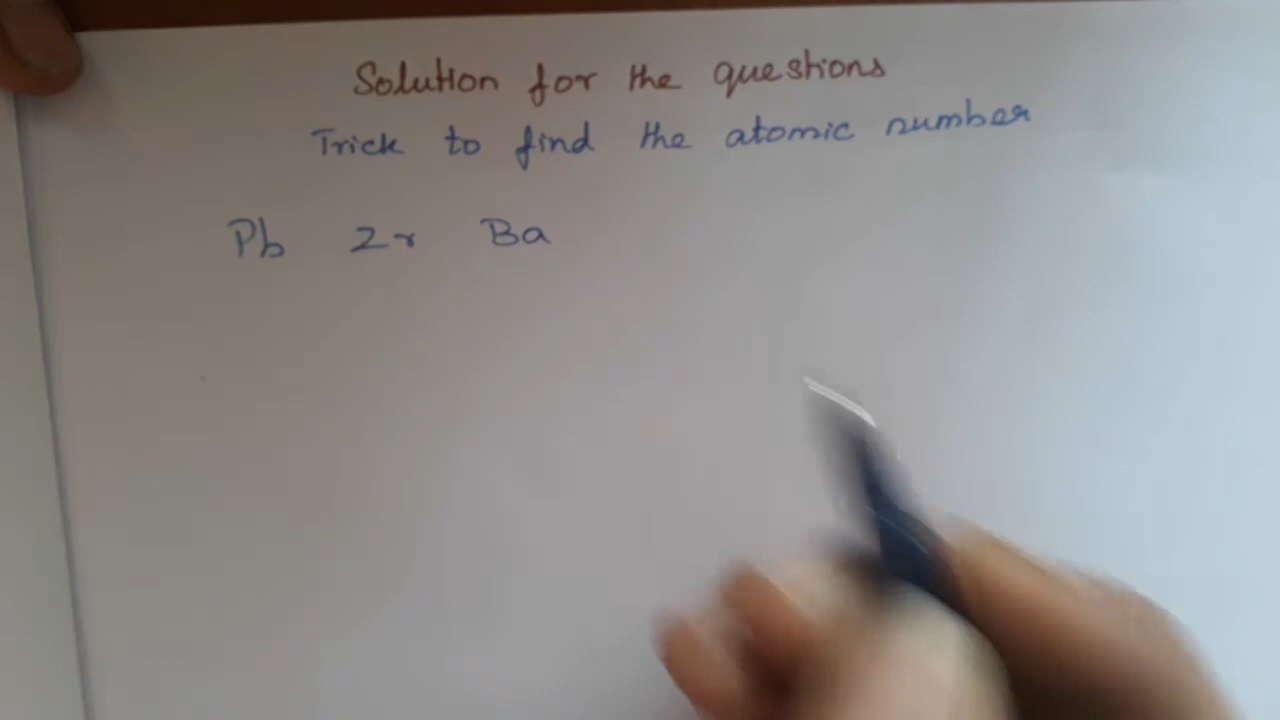 Solution for the questions
Trick to find the atomic number
Pb Zr Ba